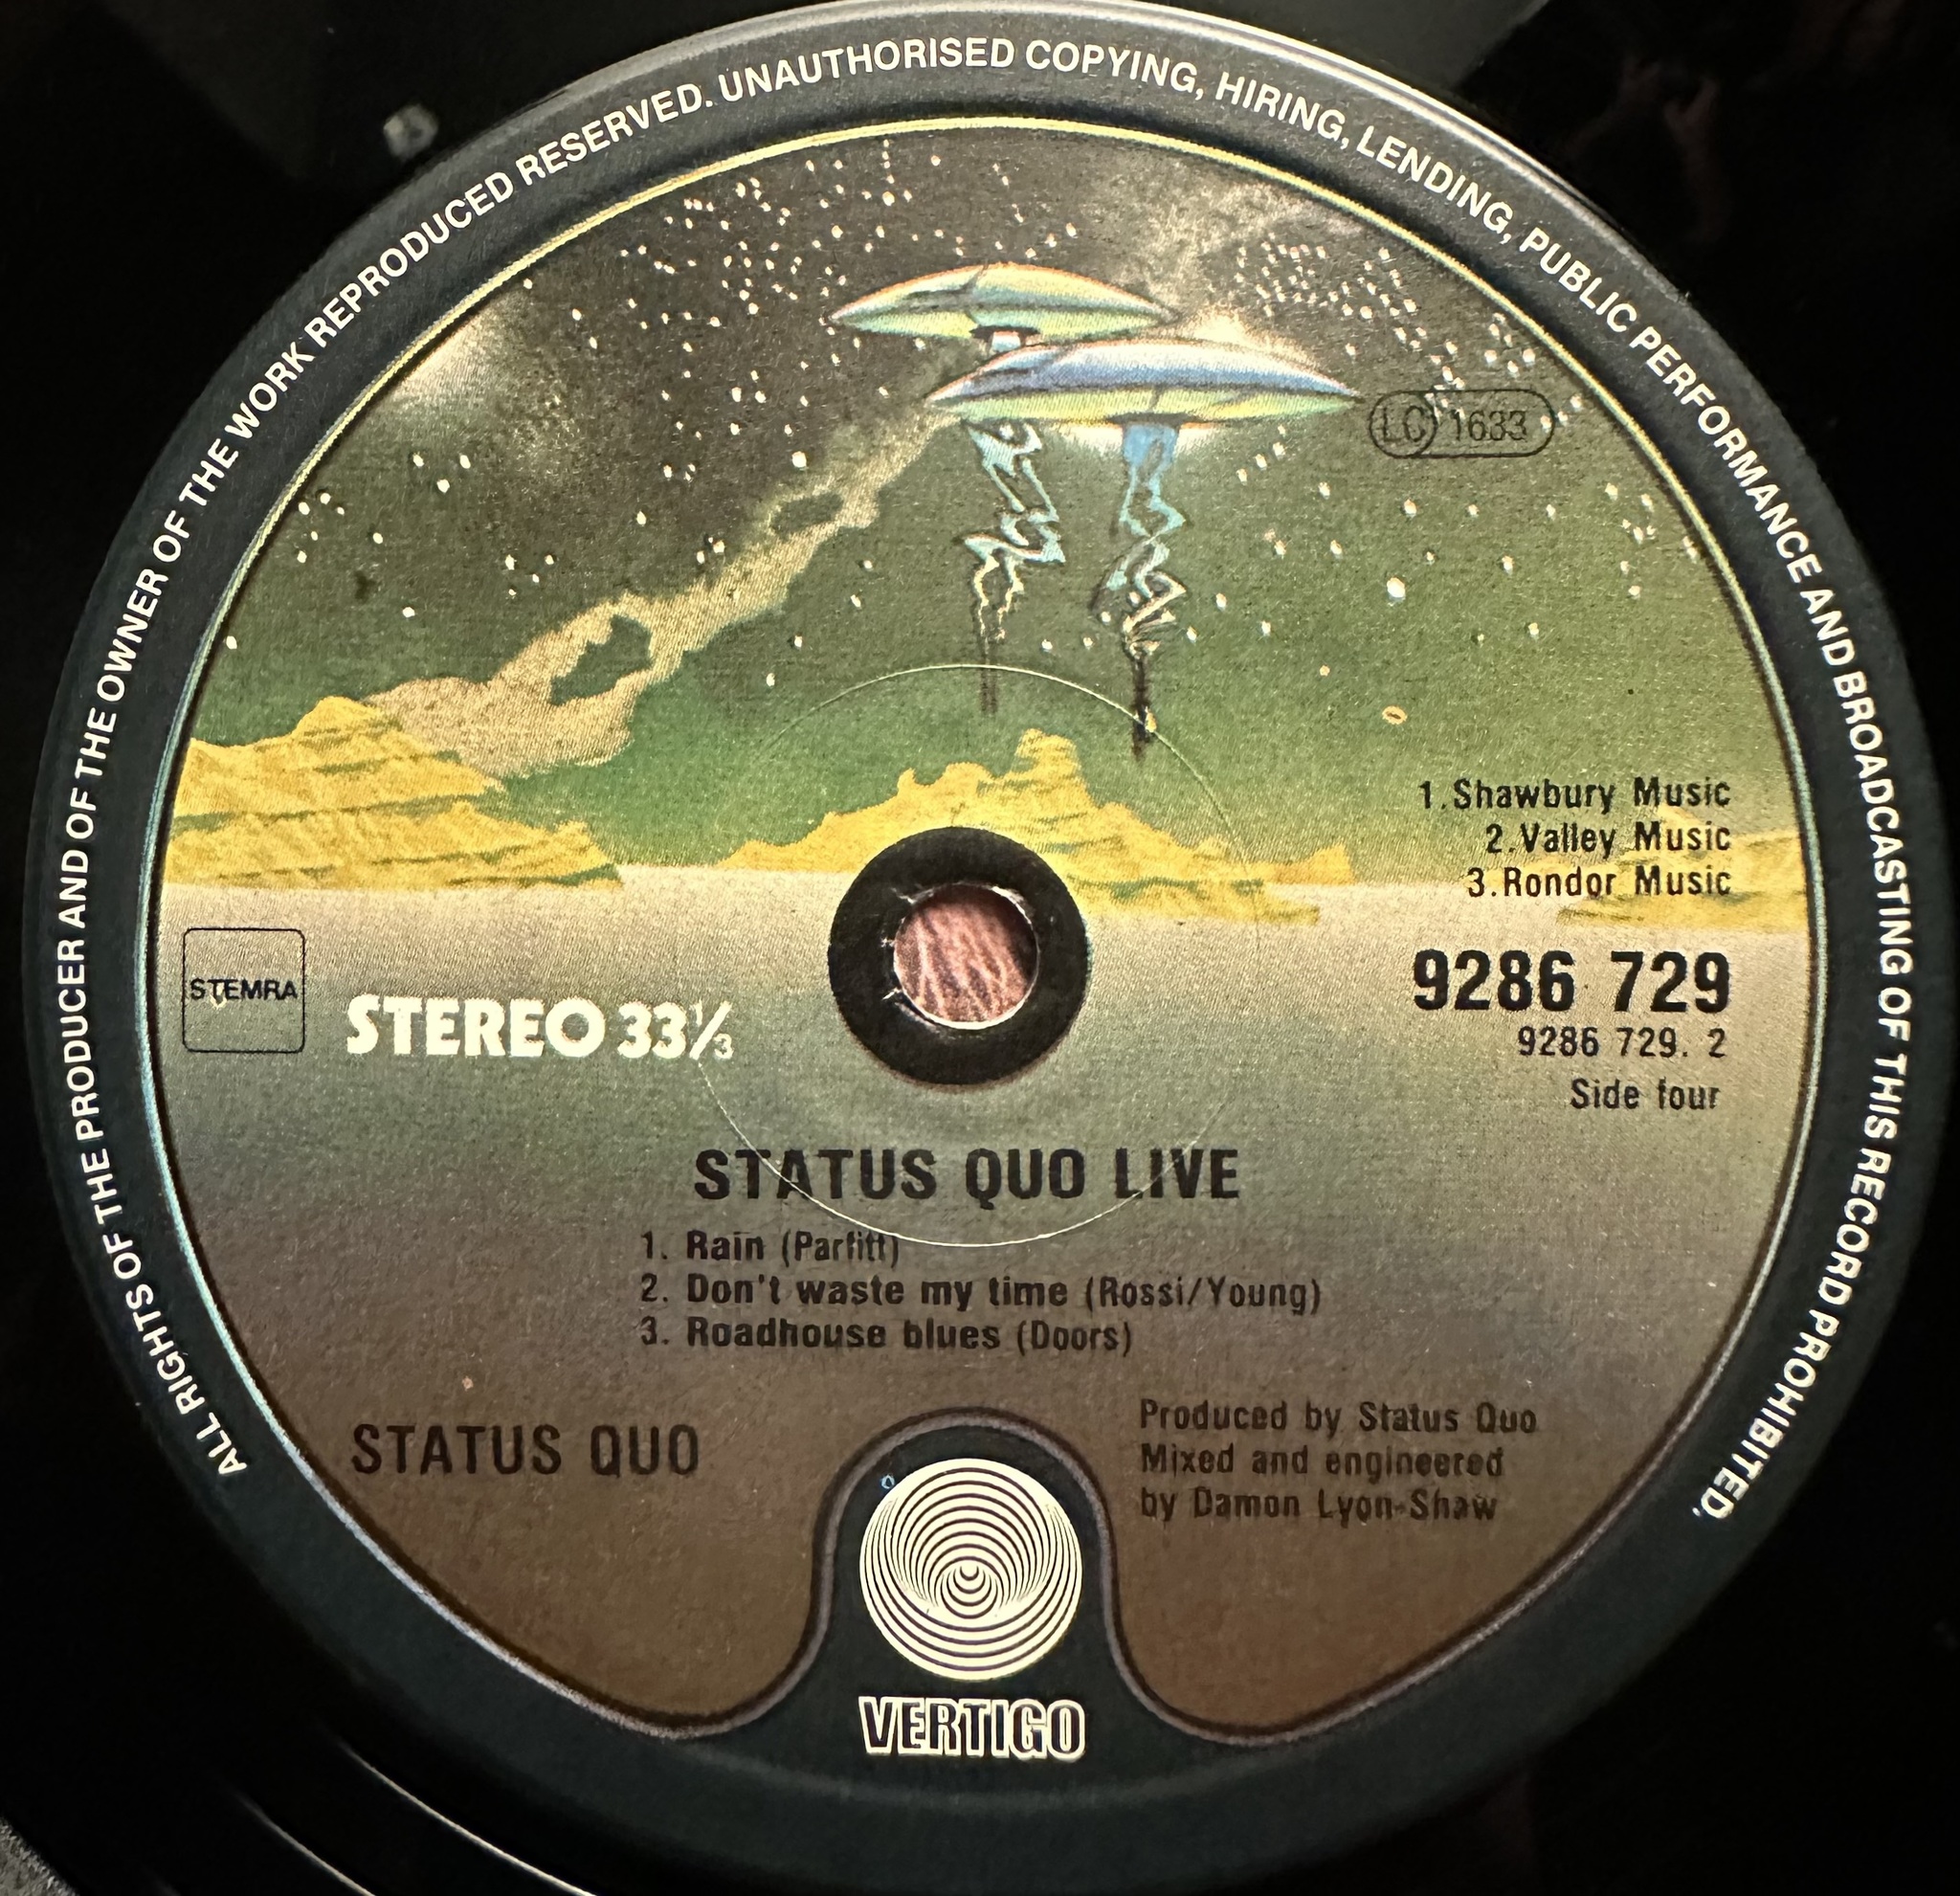 ALL RIGHTS OF THE PRODUCER AND OF THE OWNER OF THE WORK REPRODUCED RESERVED. UNAUTHORISED COPYING, HIRING, LENDING, PUBLIC PERFORMANCE AND BROADCASTING OF THIS RECORD PROHIBITED.
LC 1633
1.Shawbury Music
2.Valley Music
3.Rondor Music
STEMRA
STEREO 33⅓
9286 729
9286 729. 2
Side four
STATUS QUO LIVE
1. Rain (Parfitt)
2. Don't waste my time (Rossi/Young)
3. Roadhouse blues (Doors)
STATUS QUO
Produced by Status Quo
Mixed and engineered
by Damon Lyon-Shaw
VERTIGO